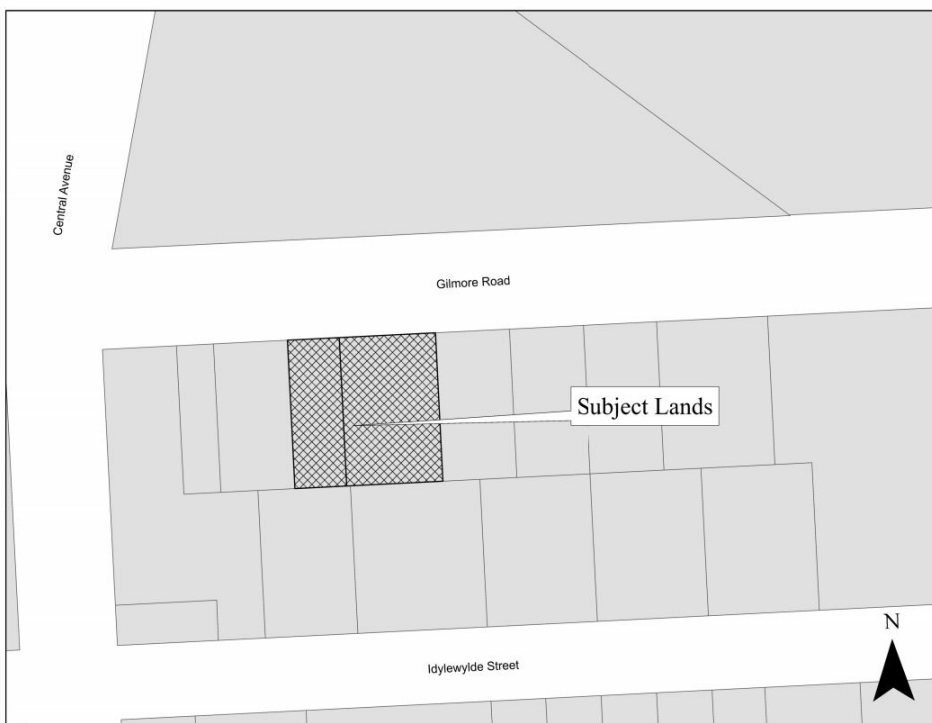 Central Avenue
Gilmore Road
Subject Lands
N
Idylewylde Street